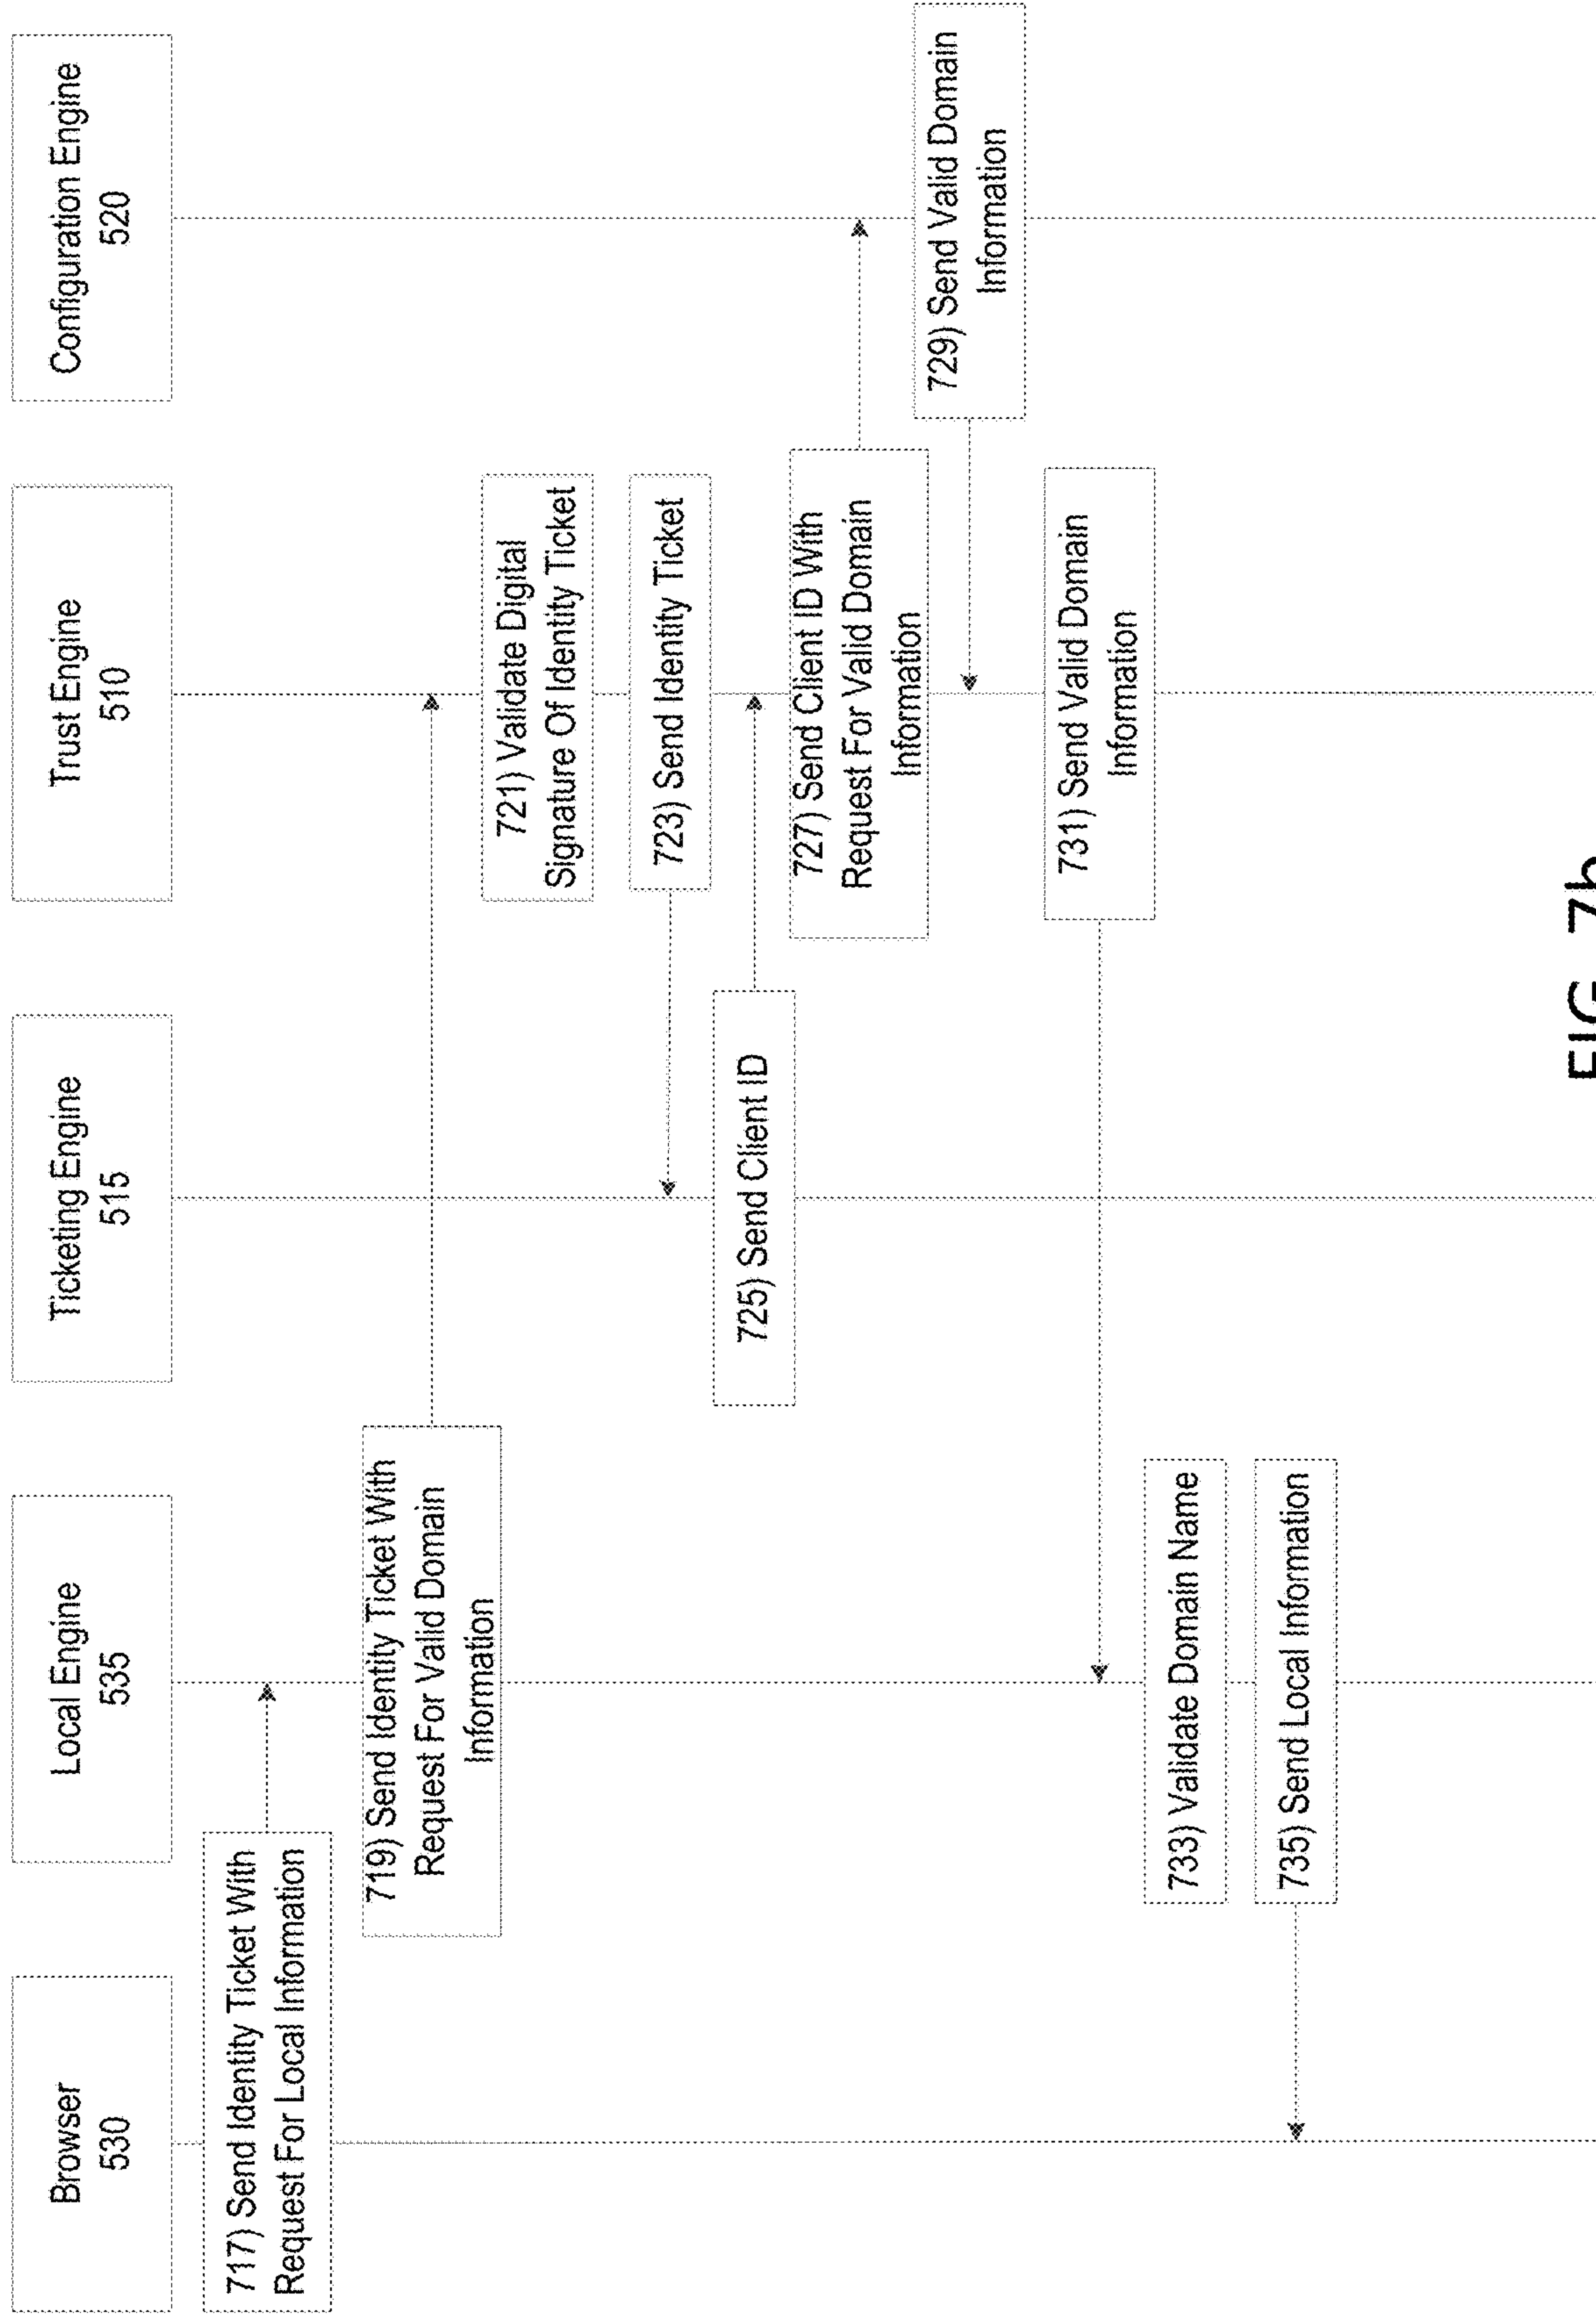 Browser
530
Local Engine
535
Ticketing Engine
515
Trust Engine
510
Configuration Engine
520
717) Send Identity Ticket With
Request For Local Information
719) Send Identity Ticket With
Request For Valid Domain
Information
721) Validate Digital
Signature Of Identity Ticket
723) Send Identity Ticket
725) Send Client ID
727) Send Client ID With
Request For Valid Domain
Information
729) Send Valid Domain
Information
731) Send Valid Domain
Information
733) Validate Domain Name
735) Send Local Information
FIG. 7b